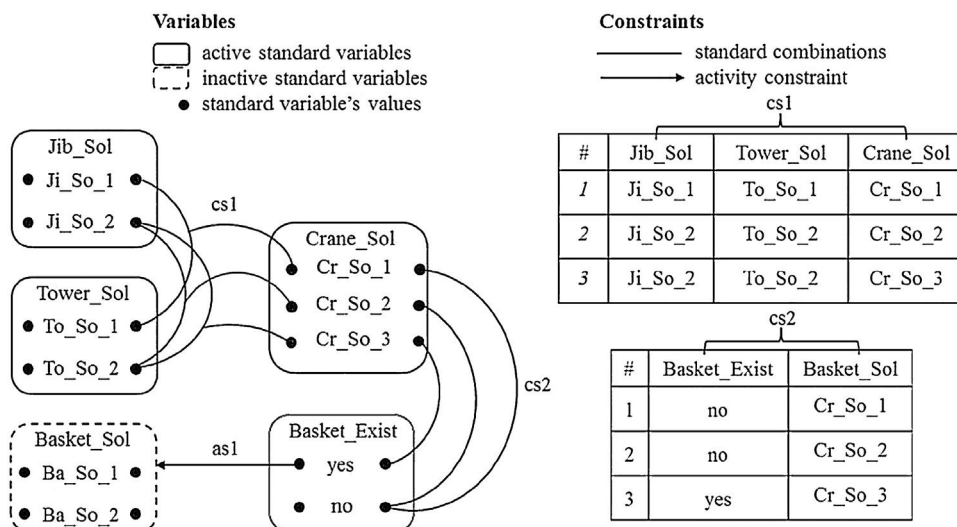 Variables
active standard variables
inactive standard variables
standard variable's values
Constraints
standard combinations
activity constraint
Jib_Sol
Ji_So_1
Ji_So_2
cs1
Tower_Sol
To_So_1
To_So_2
Crane_Sol
Cr_So_1
Cr_So_2
Cr_So_3
cs2
Basket_Sol
Ba_So_1
Ba_So_2
as1
Basket_Exist
yes
no
cs1
# Jib_Sol Tower_Sol Crane_Sol
1 Ji_So_1 To_So_1 Cr_So_1
2 Ji_So_2 To_So_2 Cr_So_2
3 Ji_So_2 To_So_2 Cr_So_3
cs2
# Basket_Exist Basket_Sol
1 no Cr_So_1
2 no Cr_So_2
3 yes Cr_So_3